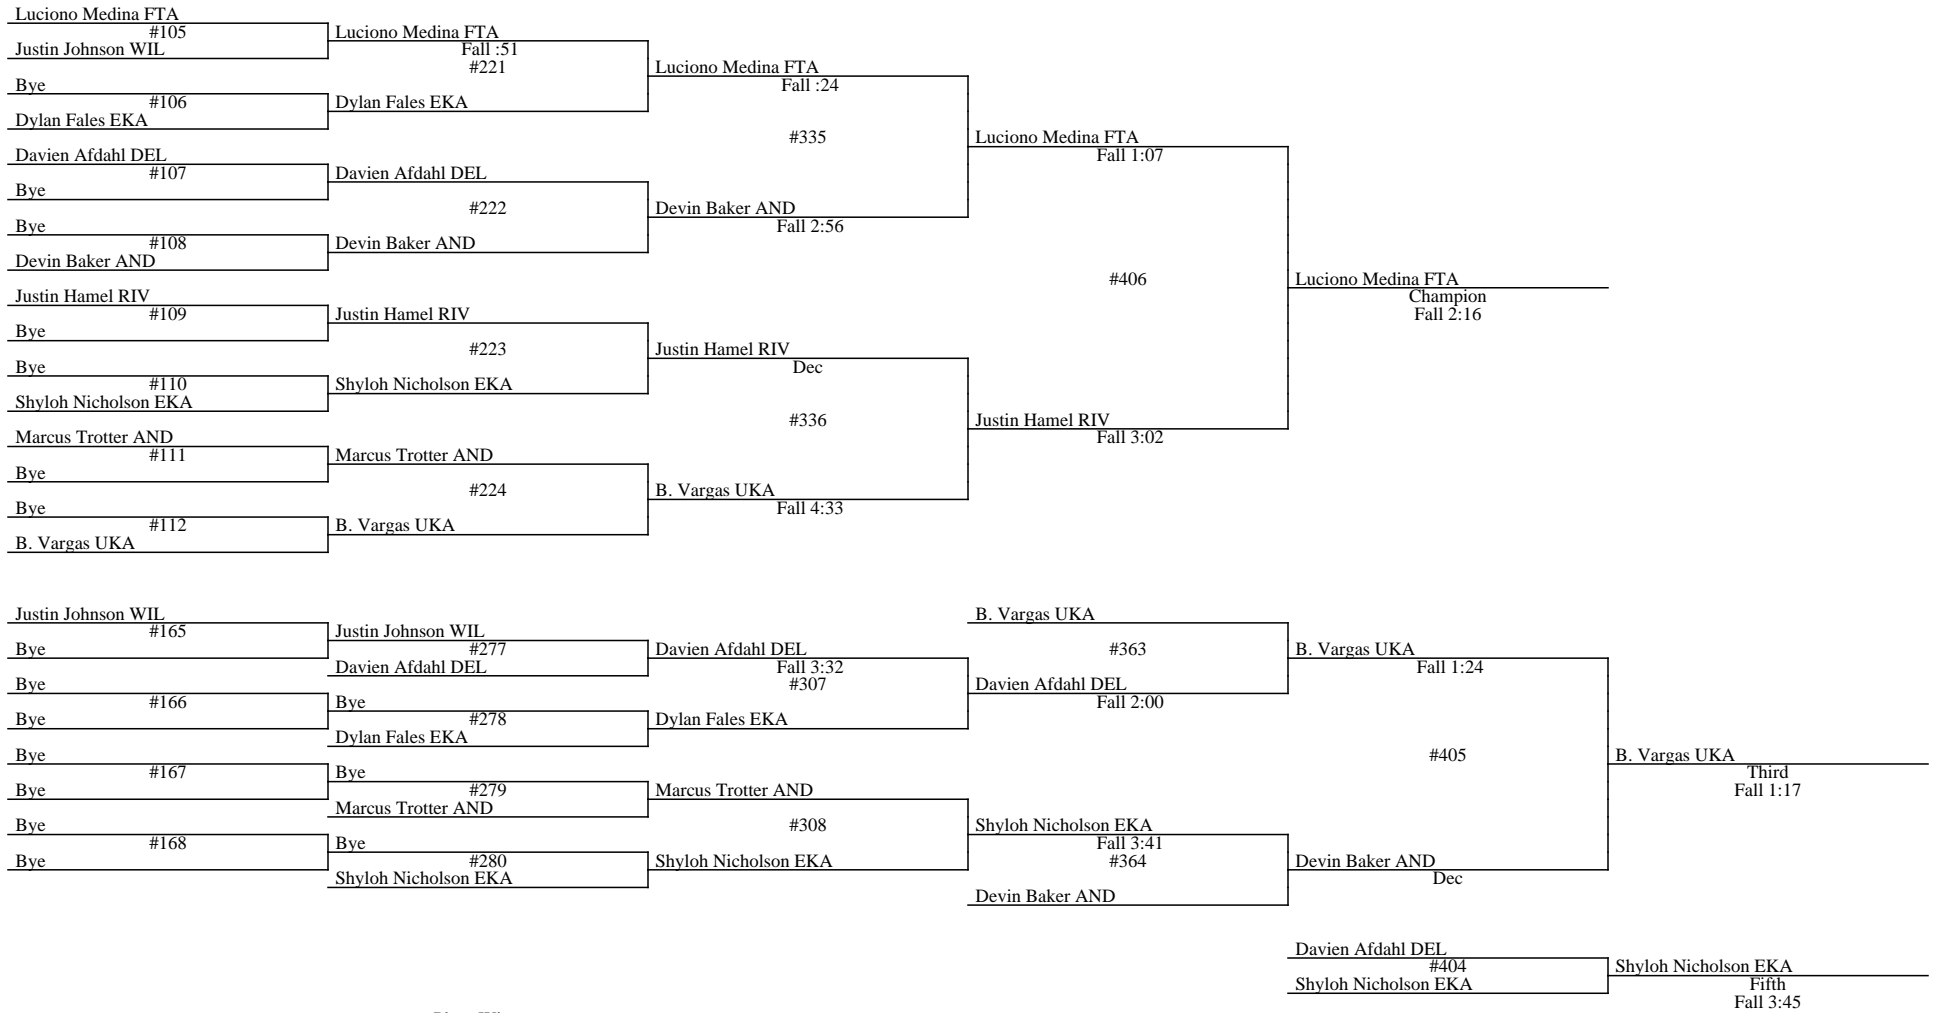 Luciono Medina FTA
#105
Justin Johnson WIL
Bye
#106
Dylan Fales EKA
Davien Afdahl DEL
#107
Bye
Bye
#108
Devin Baker AND
Justin Hamel RIV
#109
Bye
Bye
#110
Shyloh Nicholson EKA
Marcus Trotter AND
#111
Bye
Bye
#112
B. Vargas UKA
Luciono Medina FTA
Fall :51
#221
Dylan Fales EKA
Davien Afdahl DEL
#222
Devin Baker AND
Justin Hamel RIV
#223
Shyloh Nicholson EKA
Marcus Trotter AND
#224
B. Vargas UKA
Luciono Medina FTA
Fall :24
#335
Devin Baker AND
Fall 2:56
Justin Hamel RIV
Dec
#336
B. Vargas UKA
Fall 4:33
Luciono Medina FTA
Fall 1:07
#406
Justin Hamel RIV
Fall 3:02
Luciono Medina FTA
Champion
Fall 2:16
Justin Johnson WIL
#165
Bye
Bye
#166
Bye
Bye
#167
Bye
Bye
#168
Bye
Justin Johnson WIL
#277
Davien Afdahl DEL
Bye
#278
Dylan Fales EKA
Bye
#279
Marcus Trotter AND
Bye
#280
Shyloh Nicholson EKA
Davien Afdahl DEL
Fall 3:32
#307
Dylan Fales EKA
Marcus Trotter AND
#308
Shyloh Nicholson EKA
B. Vargas UKA
#363
Davien Afdahl DEL
Fall 2:00
Shyloh Nicholson EKA
Fall 3:41
#364
Devin Baker AND
B. Vargas UKA
Fall 1:24
#405
Devin Baker AND
Dec
B. Vargas UKA
Third
Fall 1:17
Davien Afdahl DEL
#404
Shyloh Nicholson EKA
Shyloh Nicholson EKA
Fifth
Fall 3:45